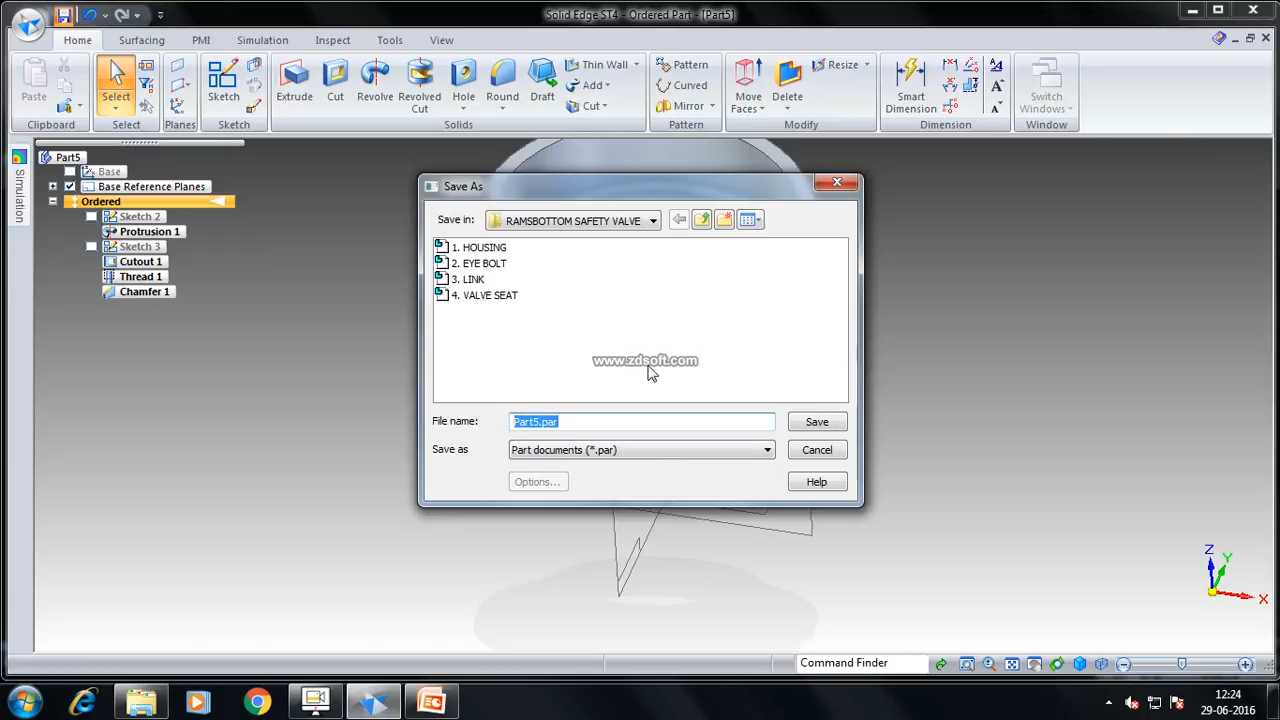 Solid Edge ST4 - Ordered Part - [Part5]
Home Surfacing PMI Simulation Inspect Tools View
Paste
Clipboard
Select
Select
Planes
Sketch
Sketch
Extrude Cut Revolve Revolved Cut Hole Round Draft
Thin Wall
Add
Cut
Solids
Pattern
Curved
Mirror
Pattern
Move Faces Delete
Resize
Modify
Smart Dimension
Dimension
Switch Windows
Window
Simulation
Part5
Base
Base Reference Planes
Ordered
Sketch 2
Protrusion 1
Sketch 3
Cutout 1
Thread 1
Chamfer 1
Save As
Save in: RAMSBOTTOM SAFETY VALVE
1. HOUSING
2. EYE BOLT
3. LINK
4. VALVE SEAT
www.zdsoft.com
File name: Part5.par Save
Save as Part documents (*.par) Cancel
Options... Help
Z
Y
X
Command Finder
12:24
29-06-2016